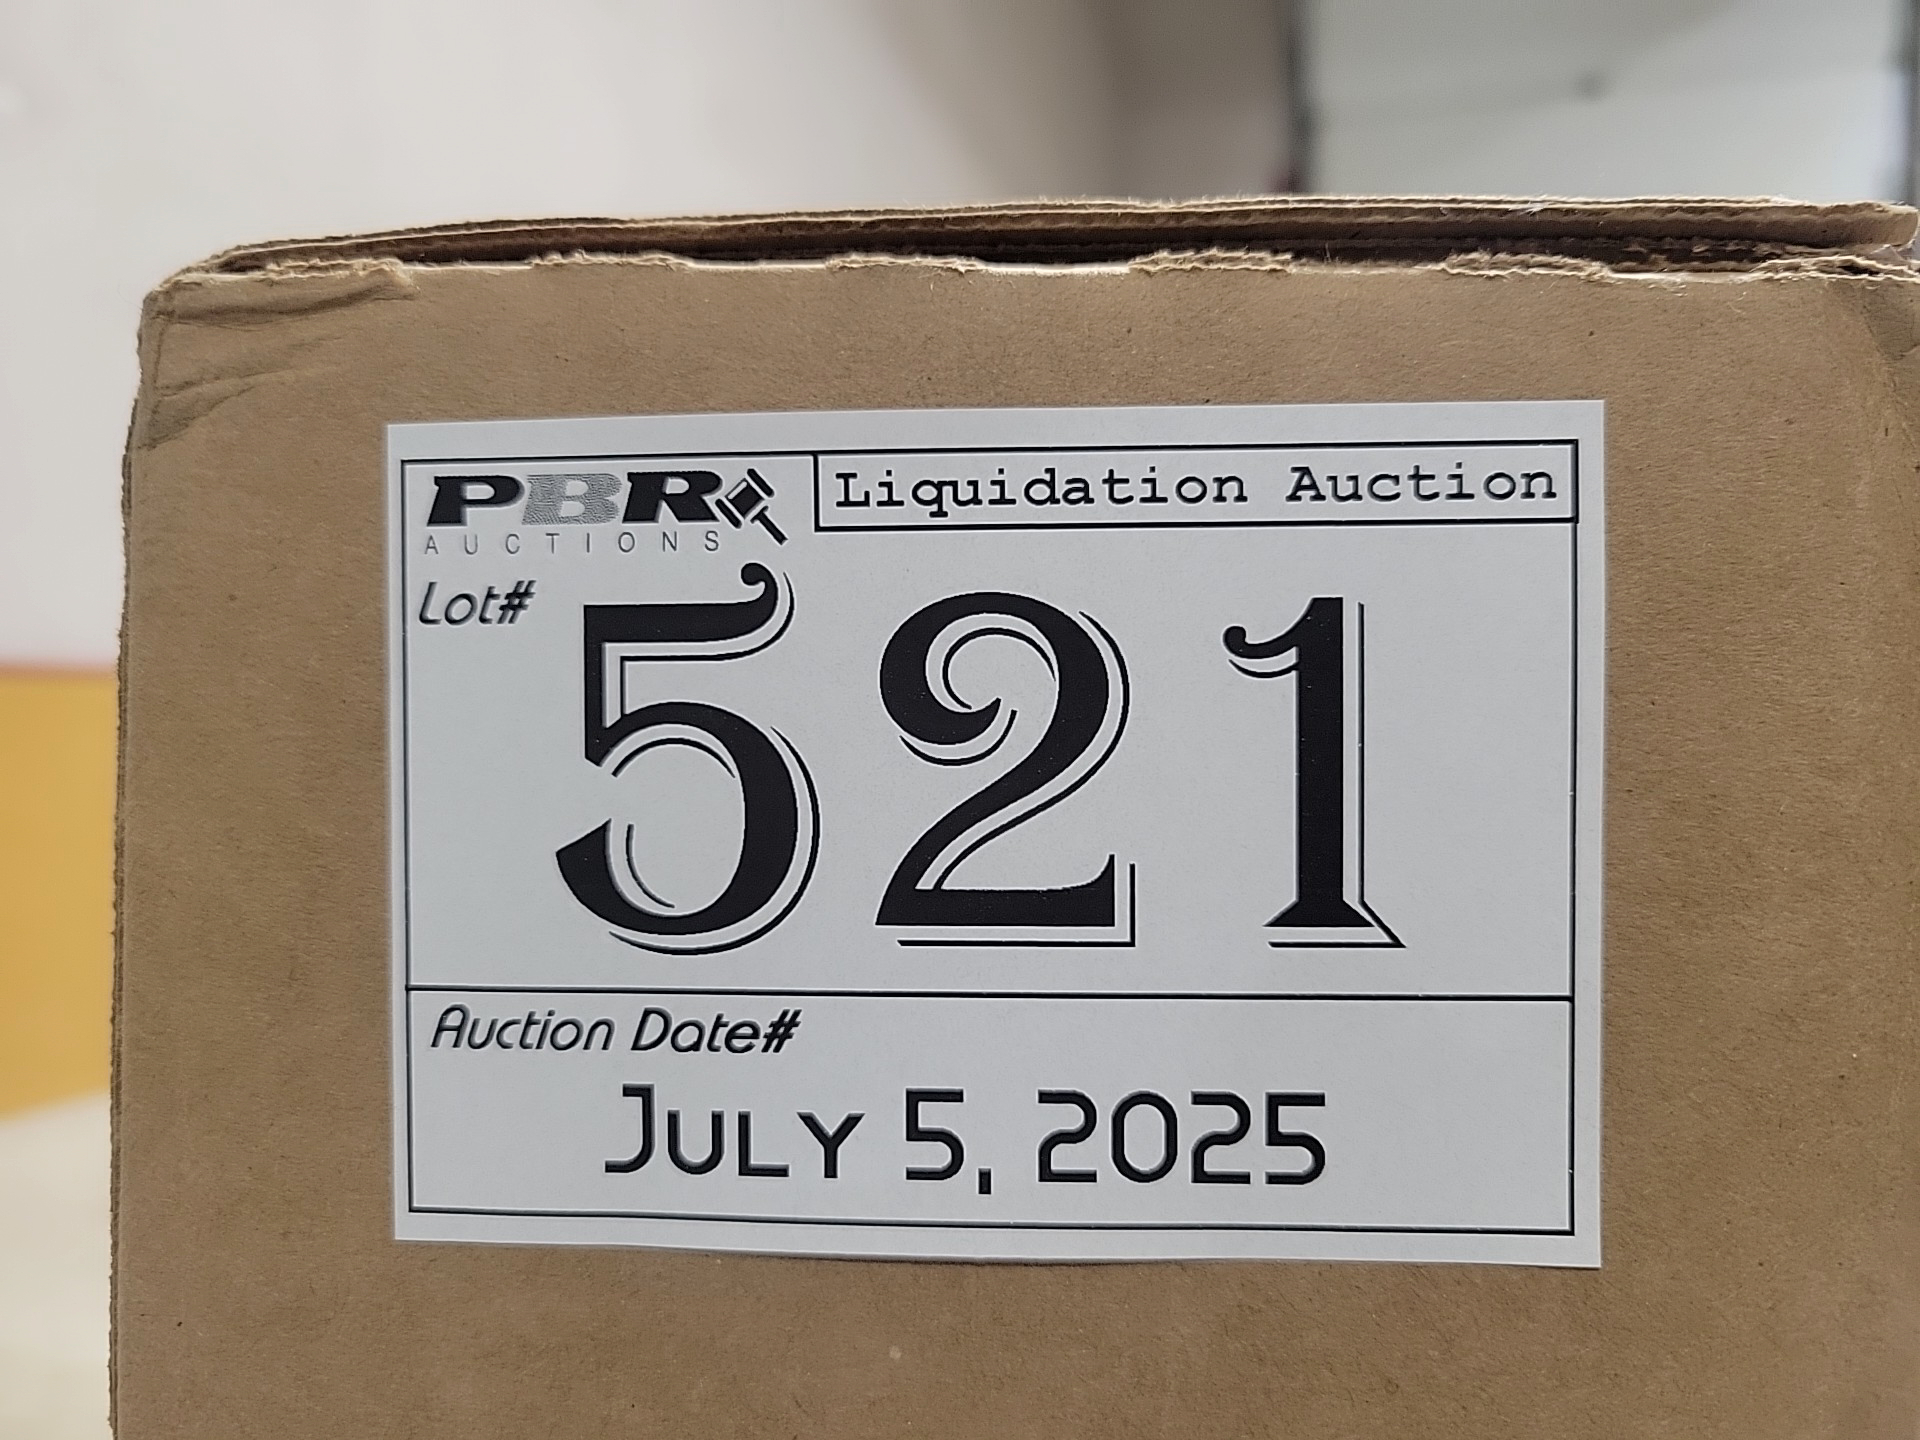 PBR
AUCTIONS
Liquidation Auction
Lot#
521
Auction Date#
July 5, 2025